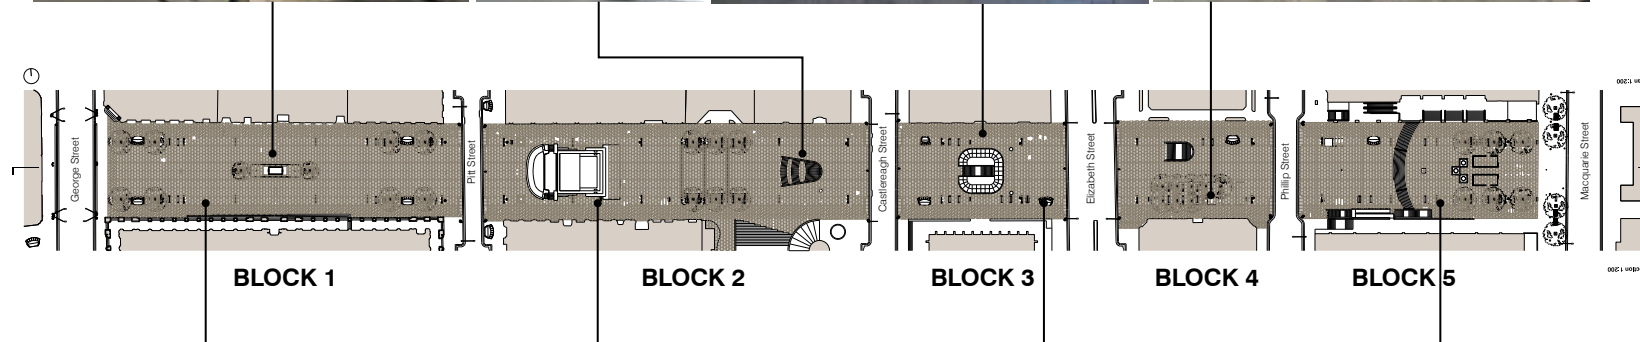 George Street
Pitt Street
Castlereagh Street
Elizabeth Street
Phillip Street
Macquarie Street
BLOCK 1
BLOCK 2
BLOCK 3
BLOCK 4
BLOCK 5